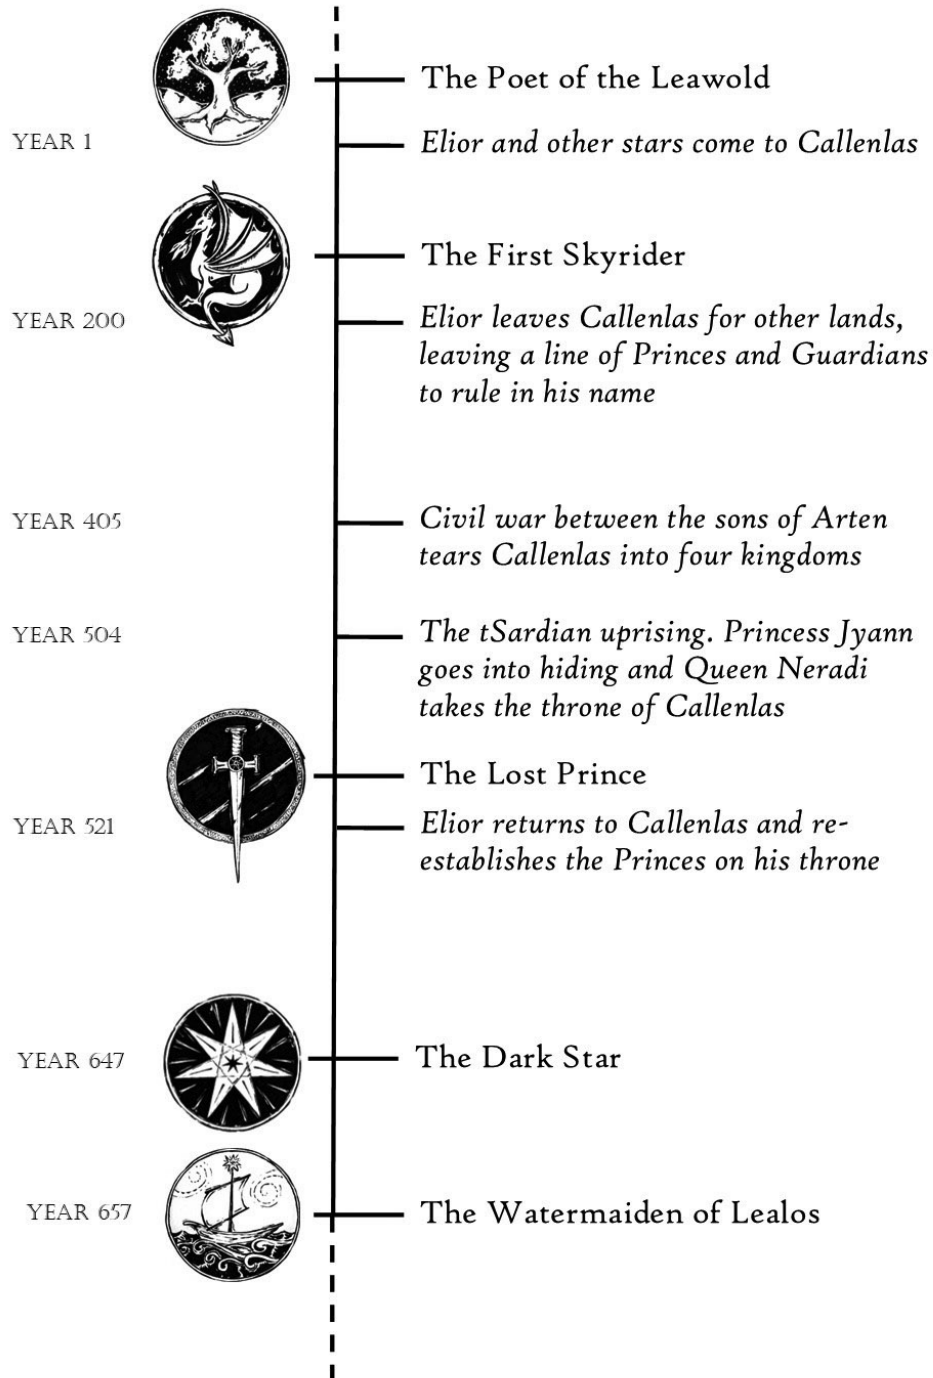 The Poet of the Leawold
YEAR 1
Elior and other stars come to Callenlas
The First Skyrider
YEAR 200
Elior leaves Callenlas for other lands,
leaving a line of Princes and Guardians
to rule in his name
YEAR 405
Civil war between the sons of Arten
tears Callenlas into four kingdoms
YEAR 504
The tSardian uprising. Princess Jyann
goes into hiding and Queen Neradi
takes the throne of Callenlas
The Lost Prince
YEAR 521
Elior returns to Callenlas and re-
establishes the Princes on his throne
YEAR 647
The Dark Star
YEAR 657
The Watermaiden of Lealos